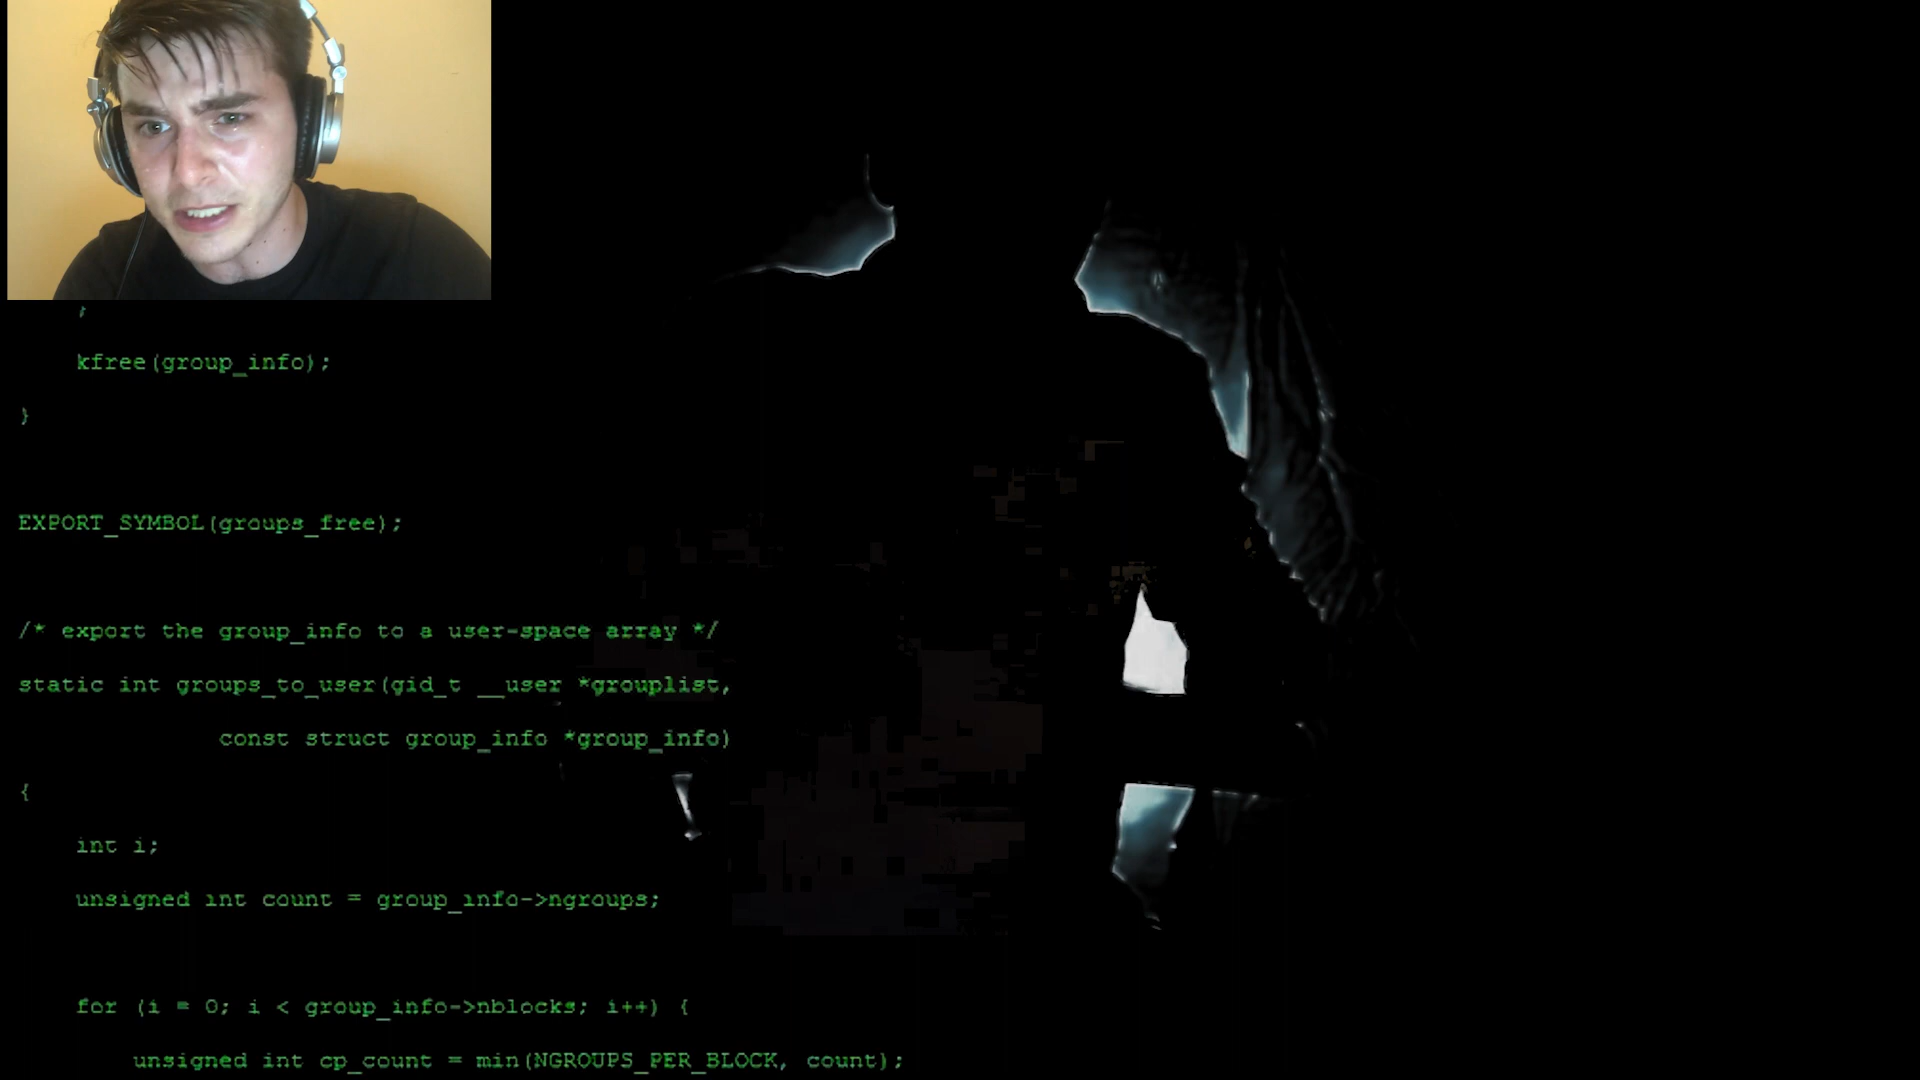 }
kfree(group_info);
}
EXPORT_SYMBOL(groups_free);
/* export the group_info to a user-space array */
static int groups_to_user(gid_t __user *grouplist,
const struct group_info *group_info)
{
int i;
unsigned int count = group_info->ngroups;
for (i = 0; i < group_info->nblocks; i++) {
unsigned int cp_count = min(NGROUPS_PER_BLOCK, count);